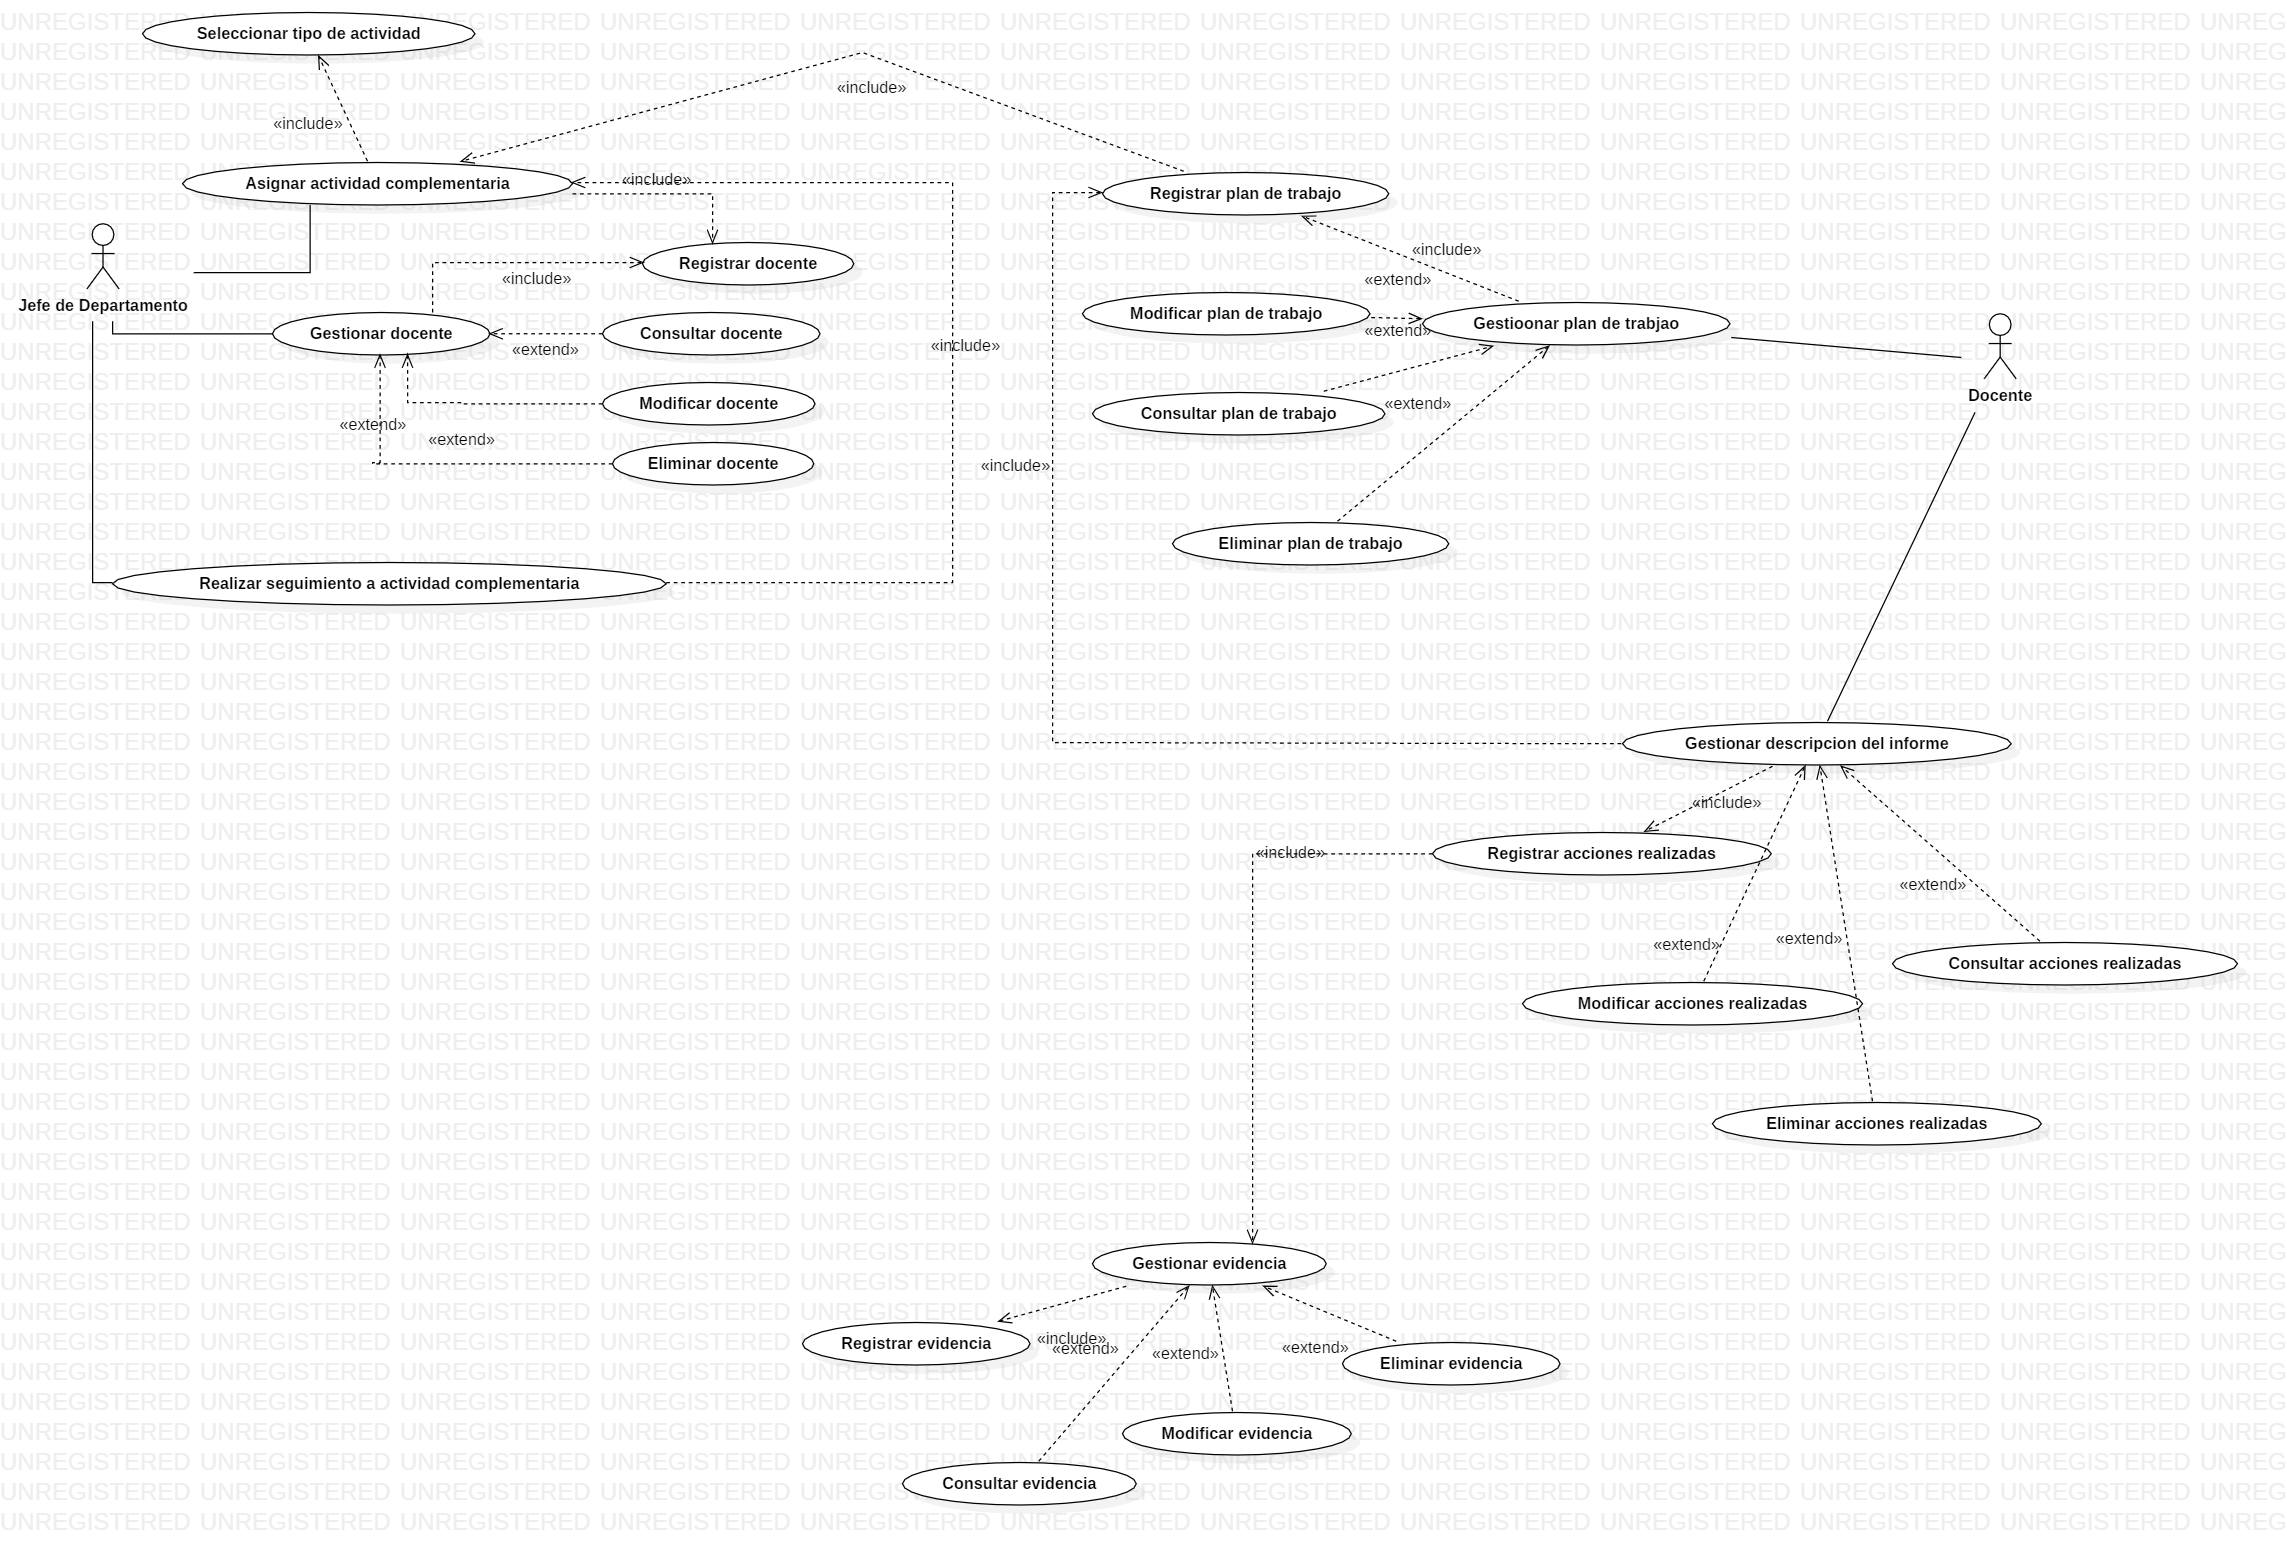 Seleccionar tipo de actividad
«include»
«include»
Asignar actividad complementaria
«include»
Registrar plan de trabajo
Jefe de Departamento
Registrar docente
«include»
Gestionar docente
Consultar docente
«extend»
«include»
Modificar docente
«extend»
«extend»
Eliminar docente
Realizar seguimiento a actividad complementaria
«include»
«extend»
Modificar plan de trabajo
«extend»
Gestioonar plan de trabjao
Docente
Consultar plan de trabajo
«extend»
«include»
Eliminar plan de trabajo
Gestionar descripcion del informe
«include»
«include»
Registrar acciones realizadas
«extend»
«extend»
«extend»
Consultar acciones realizadas
Modificar acciones realizadas
Eliminar acciones realizadas
Gestionar evidencia
Registrar evidencia
«include»
«extend»
«extend»
«extend»
Eliminar evidencia
Modificar evidencia
Consultar evidencia
UNREGISTERED